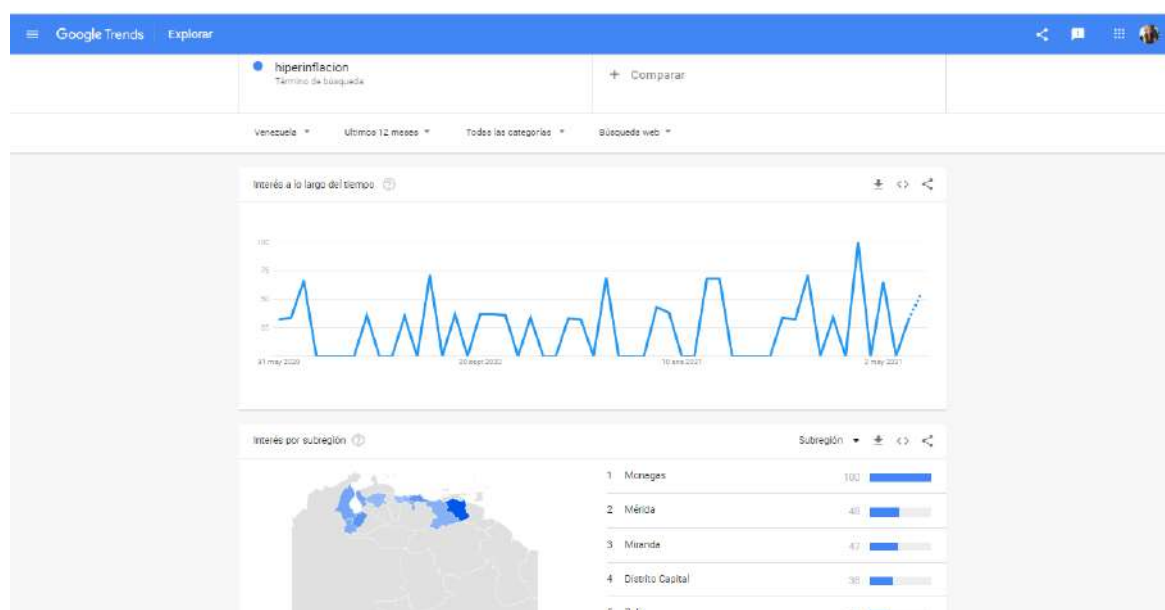 Google Trends Explorar
hiperinflacion
Término de búsqueda
+ Comparar
Venezuela
Últimos 12 meses
Todas las categorías
Búsqueda web
Interés a lo largo del tiempo
100
75
50
25
31 may 2020
20 sept 2020
10 ene 2021
2 may 2021
Interés por subregión
Subregión
1 Monagas 100
2 Mérida
3 Miranda 47
4 Distrito Capital 38